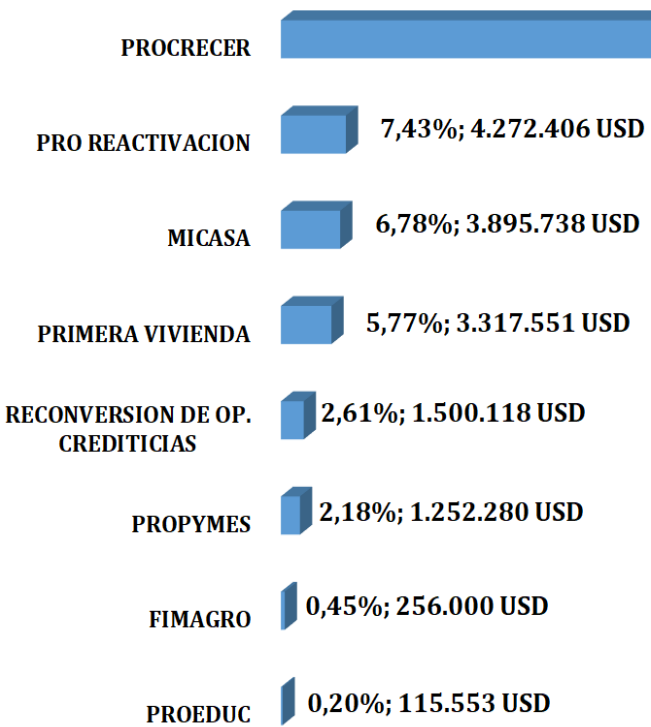 PROCRECER
PRO REACTIVACION 7,43%; 4.272.406 USD
MICASA 6,78%; 3.895.738 USD
PRIMERA VIVIENDA 5,77%; 3.317.551 USD
RECONVERSION DE OP. CREDITICIAS 2,61%; 1.500.118 USD
PROPYMES 2,18%; 1.252.280 USD
FIMAGRO 0,45%; 256.000 USD
PROEDUC 0,20%; 115.553 USD